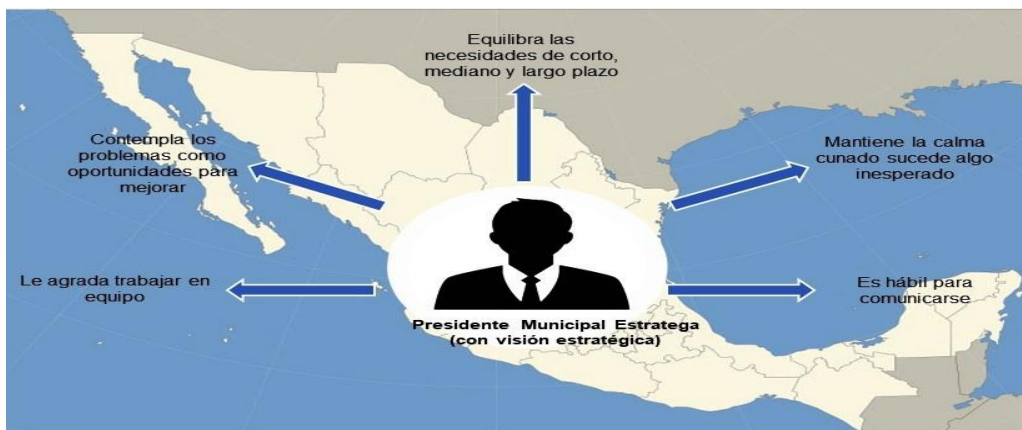 Equilibra las
necesidades de corto,
mediano y largo plazo
Contempla los
problemas como
oportunidades para
mejorar
Mantiene la calma
cunado sucede algo
inesperado
Le agrada trabajar en
equipo
Es hábil para
comunicarse
Presidente Municipal Estratega
(con visión estratégica)